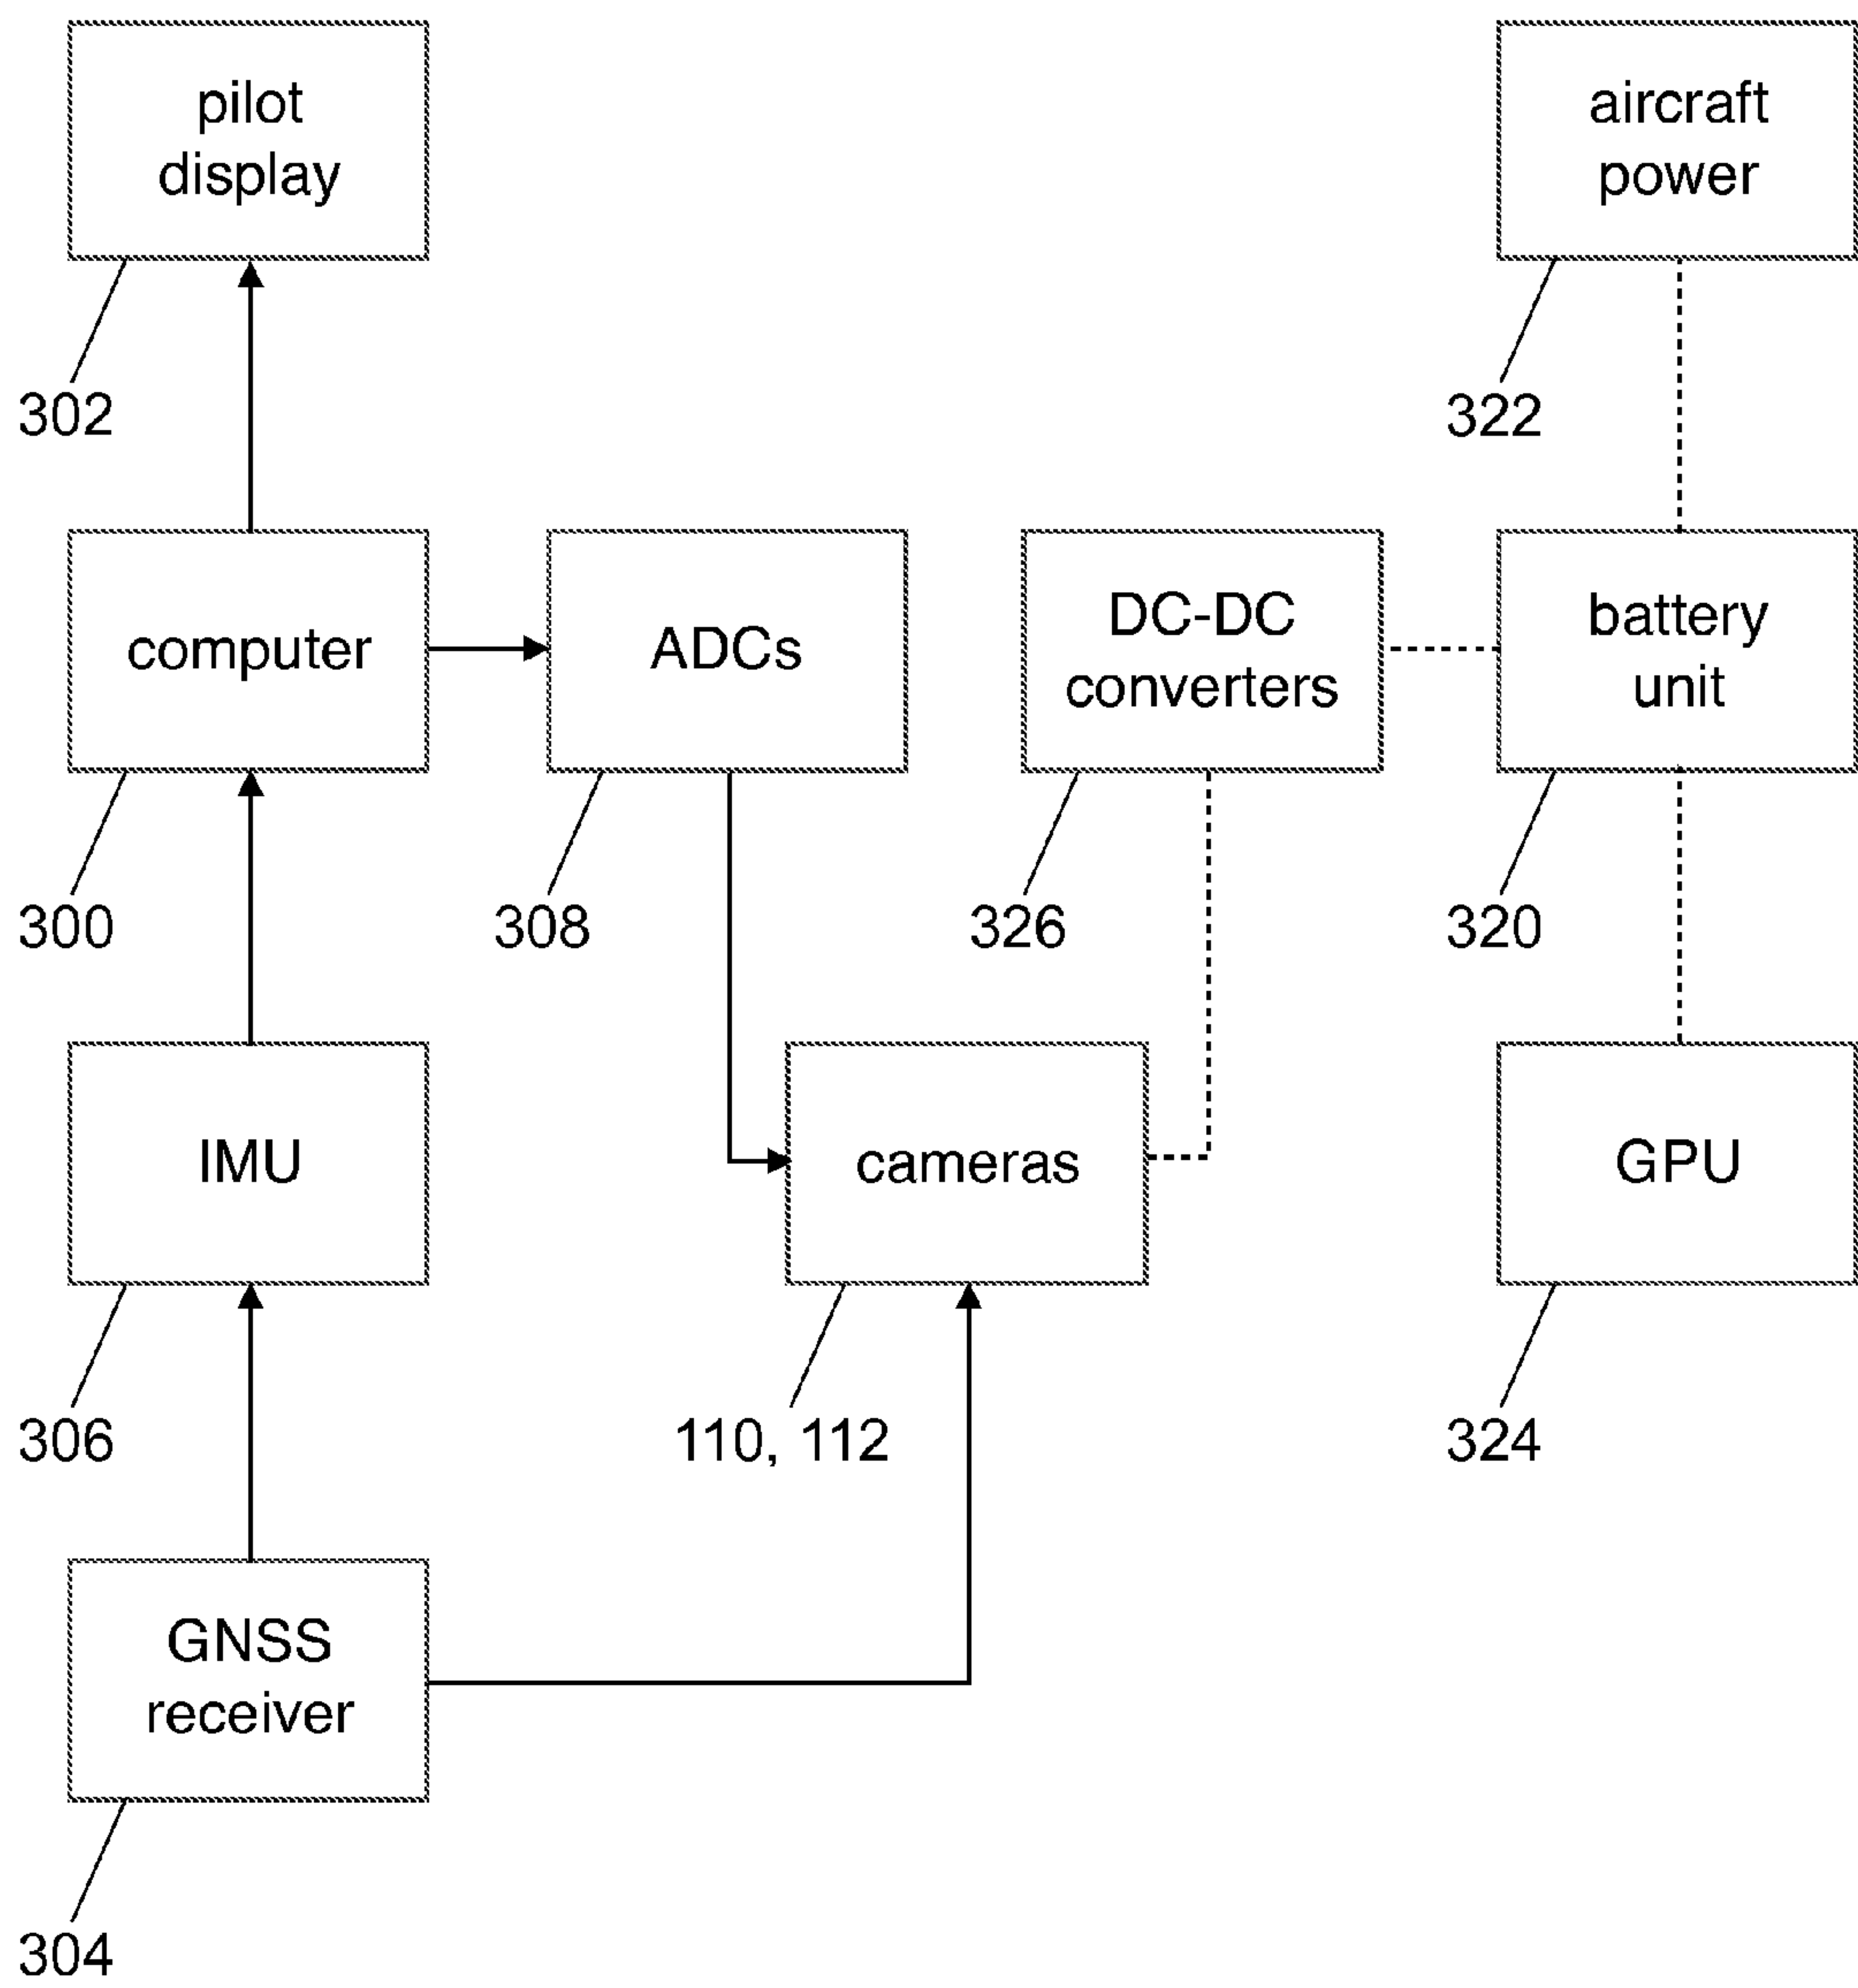 pilot
display
aircraft
power
302
322
computer
ADCs
DC-DC
converters
battery
unit
300
308
326
320
IMU
cameras
GPU
306
110, 112
324
GNSS
receiver
304